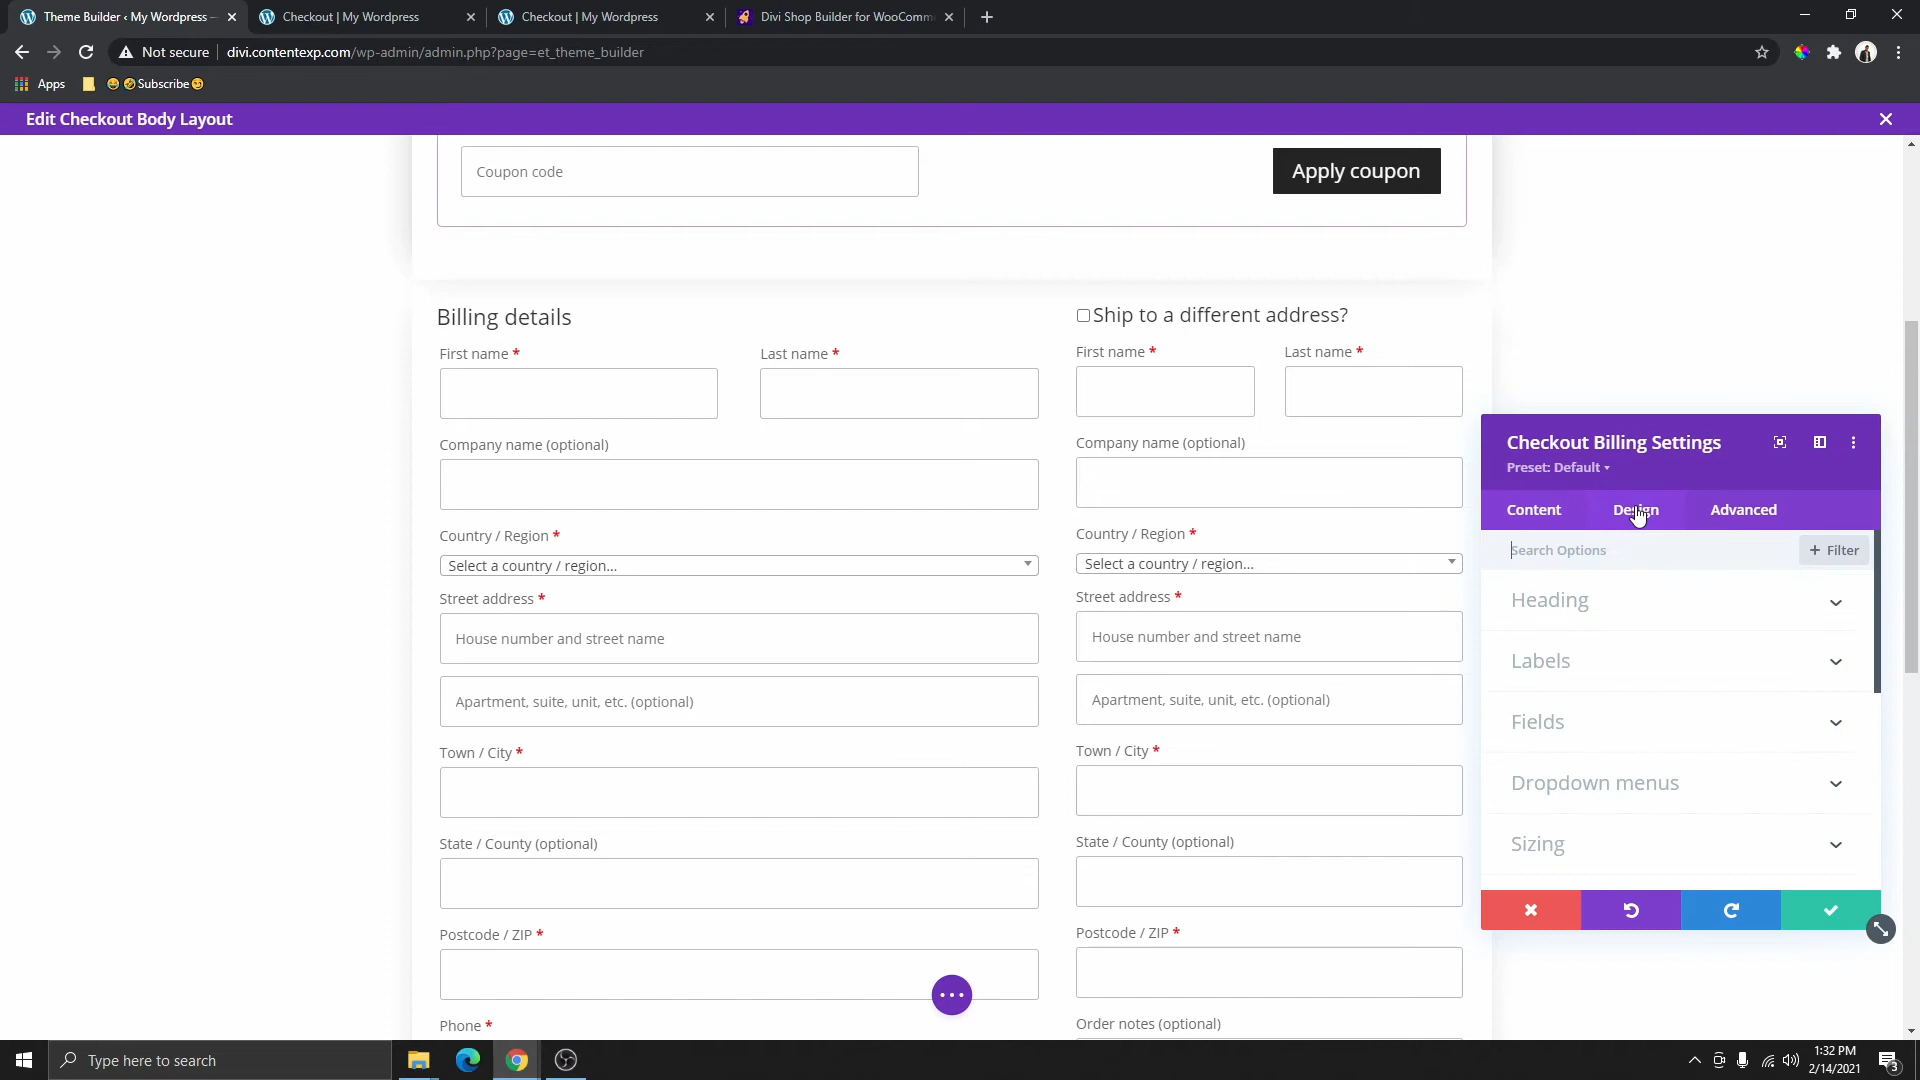 Theme Builder ‹ My Wordpress —
Checkout | My Wordpress
Checkout | My Wordpress
Divi Shop Builder for WooComm
Not secure
divi.contentexp.com/wp-admin/admin.php?page=et_theme_builder
Apps
Subscribe
Edit Checkout Body Layout
Coupon code
Apply coupon
Billing details
Ship to a different address?
First name *
Last name *
First name *
Last name *
Company name (optional)
Company name (optional)
Country / Region *
Country / Region *
Select a country / region...
Select a country / region...
Street address *
Street address *
House number and street name
House number and street name
Apartment, suite, unit, etc. (optional)
Apartment, suite, unit, etc. (optional)
Town / City *
Town / City *
State / County (optional)
State / County (optional)
Postcode / ZIP *
Postcode / ZIP *
Phone *
Order notes (optional)
Checkout Billing Settings
Preset: Default
Content
Design
Advanced
Search Options
+ Filter
Heading
Labels
Fields
Dropdown menus
Sizing
Type here to search
1:32 PM
2/14/2021
3